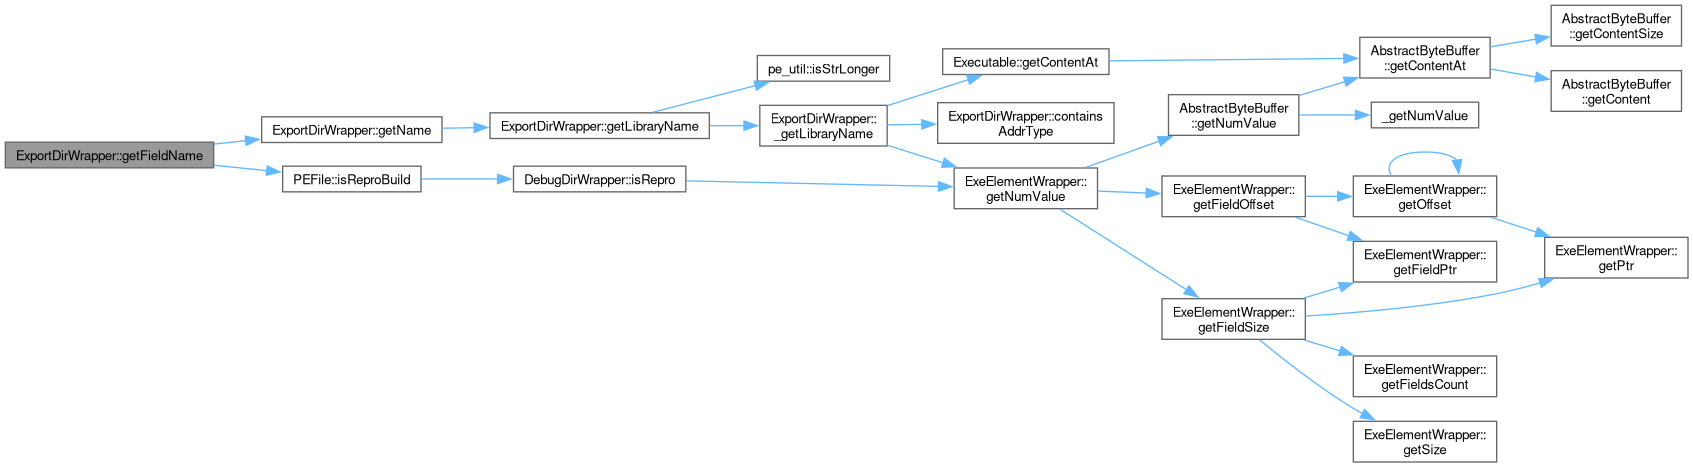 ExportDirWrapper::getFieldName
ExportDirWrapper::getName
PEFile::isReproBuild
ExportDirWrapper::getLibraryName
DebugDirWrapper::isRepro
pe_util::isStrLonger
ExportDirWrapper::
_getLibraryName
Executable::getContentAt
ExportDirWrapper::contains
AddrType
ExeElementWrapper::
getNumValue
AbstractByteBuffer
::getNumValue
ExeElementWrapper::
getFieldOffset
ExeElementWrapper::
getFieldSize
AbstractByteBuffer
::getContentAt
_getNumValue
ExeElementWrapper::
getOffset
ExeElementWrapper::
getFieldPtr
ExeElementWrapper::
getFieldsCount
ExeElementWrapper::
getSize
AbstractByteBuffer
::getContentSize
AbstractByteBuffer
::getContent
ExeElementWrapper::
getPtr